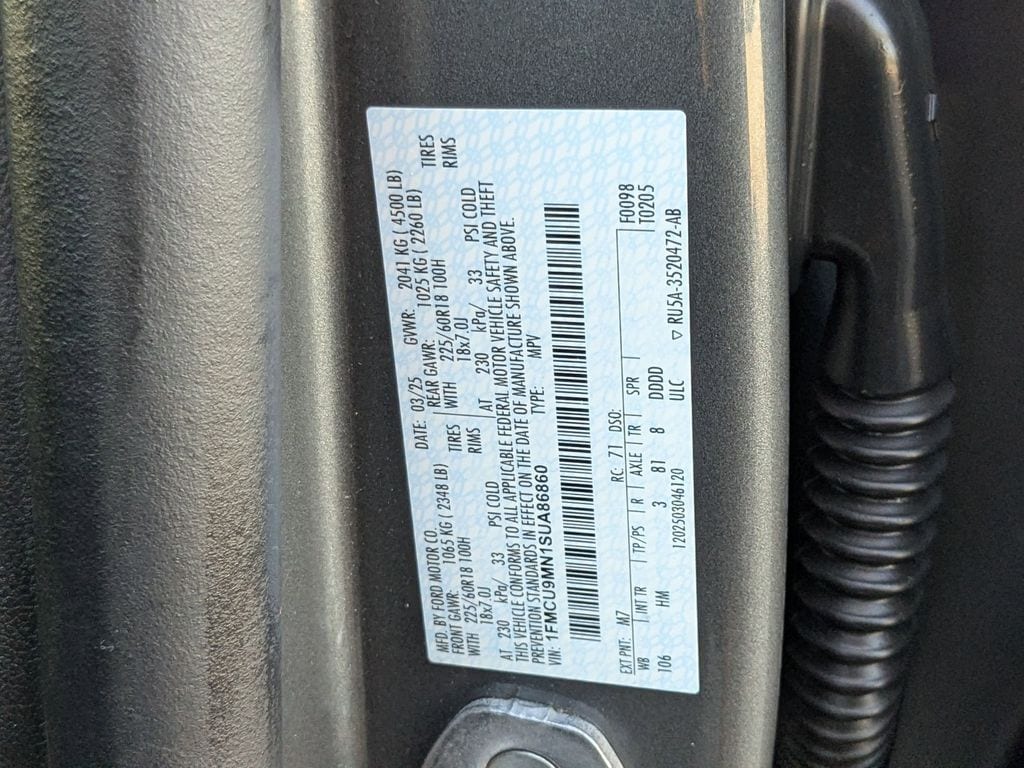 MFD. BY FORD MOTOR CO. DATE: 03/25 GVWR: 2041 KG ( 4500 LB)
FRONT GAWR: 1065 KG ( 2348 LB) REAR GAWR: 1025 KG ( 2260 LB)
WITH 225/60R18 100H TIRES WITH 225/60R18 100H TIRES
18x7.0J RIMS 18x7.0J RIMS
AT 230 kPa/ 33 PSI COLD AT 230 kPa/ 33 PSI COLD
THIS VEHICLE CONFORMS TO ALL APPLICABLE FEDERAL MOTOR VEHICLE SAFETY AND THEFT
PREVENTION STANDARDS IN EFFECT ON THE DATE OF MANUFACTURE SHOWN ABOVE.
VIN: 1FMCU9MN1SUA86860 TYPE: MPV
EXT PNT: M7 RC: 71 DSO: F0098
WB INTR TP/PS R AXLE TR SPR T0205
106 HM 3 81 8 DDDD
1202503046120 ULC ▽ RU5A-3520472-AB